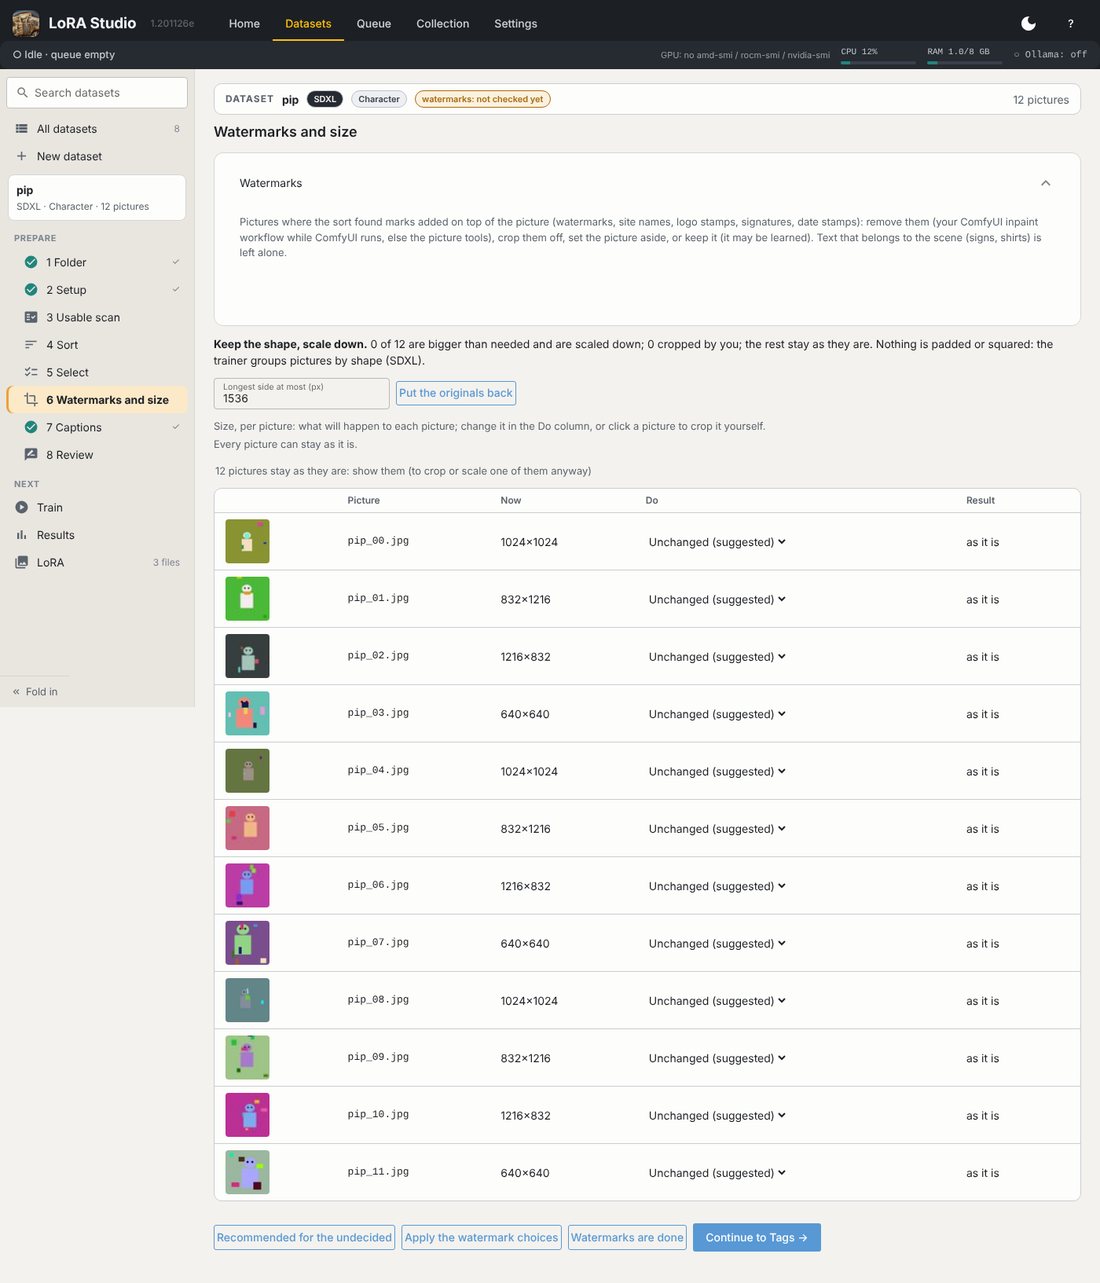 LoRA Studio 1.201126e Home Datasets Queue Collection Settings ?
Idle · queue empty GPU: no amd-smi / rocm-smi / nvidia-smi CPU 12% RAM 1.0/8 GB Ollama: off
Search datasets
All datasets 8
New dataset
pip
SDXL · Character · 12 pictures
PREPARE
1 Folder
2 Setup
3 Usable scan
4 Sort
5 Select
6 Watermarks and size
7 Captions
8 Review
NEXT
Train
Results
LoRA 3 files
« Fold in
DATASET pip SDXL Character watermarks: not checked yet 12 pictures
Watermarks and size
Watermarks
Pictures where the sort found marks added on top of the picture (watermarks, site names, logo stamps, signatures, date stamps): remove them (your ComfyUI inpaint
workflow while ComfyUI runs, else the picture tools), crop them off, set the picture aside, or keep it (it may be learned). Text that belongs to the scene (signs, shirts) is
left alone.
Keep the shape, scale down. 0 of 12 are bigger than needed and are scaled down; 0 cropped by you; the rest stay as they are. Nothing is padded or squared: the
trainer groups pictures by shape (SDXL).
Longest side at most (px)
1536
Put the originals back
Size, per picture: what will happen to each picture; change it in the Do column, or click a picture to crop it yourself.
Every picture can stay as it is.
12 pictures stay as they are: show them (to crop or scale one of them anyway)
Picture Now Do Result
pip_00.jpg 1024×1024 Unchanged (suggested) as it is
pip_01.jpg 832×1216 Unchanged (suggested) as it is
pip_02.jpg 1216×832 Unchanged (suggested) as it is
pip_03.jpg 640×640 Unchanged (suggested) as it is
pip_04.jpg 1024×1024 Unchanged (suggested) as it is
pip_05.jpg 832×1216 Unchanged (suggested) as it is
pip_06.jpg 1216×832 Unchanged (suggested) as it is
pip_07.jpg 640×640 Unchanged (suggested) as it is
pip_08.jpg 1024×1024 Unchanged (suggested) as it is
pip_09.jpg 832×1216 Unchanged (suggested) as it is
pip_10.jpg 1216×832 Unchanged (suggested) as it is
pip_11.jpg 640×640 Unchanged (suggested) as it is
Recommended for the undecided Apply the watermark choices Watermarks are done Continue to Tags →